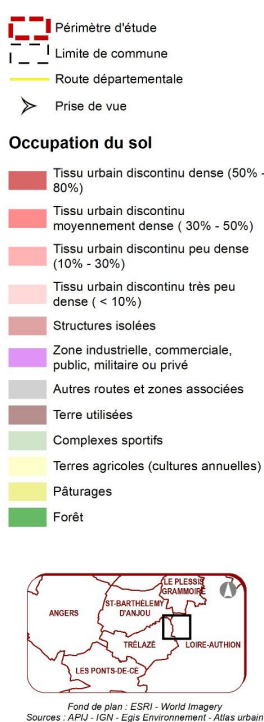 Périmètre d'étude
Limite de commune
Route départementale
Prise de vue
Occupation du sol
Tissu urbain discontinu dense (50% -
80%)
Tissu urbain discontinu
moyennement dense ( 30% - 50%)
Tissu urbain discontinu peu dense
(10% - 30%)
Tissu urbain discontinu très peu
dense ( < 10%)
Structures isolées
Zone industrielle, commerciale,
public, militaire ou privé
Autres routes et zones associées
Terre utilisées
Complexes sportifs
Terres agricoles (cultures annuelles)
Pâturages
Forêt
LE PLESSIS
GRAMMOIRE
ST-BARTHÉLEMY
D'ANJOU
ANGERS
TRÉLAZÉ
LOIRE-AUTHION
LES PONTS-DE-CÉ
Fond de plan : ESRI - World Imagery
Sources : APIJ - IGN - Egis Environnement - Atlas urbain